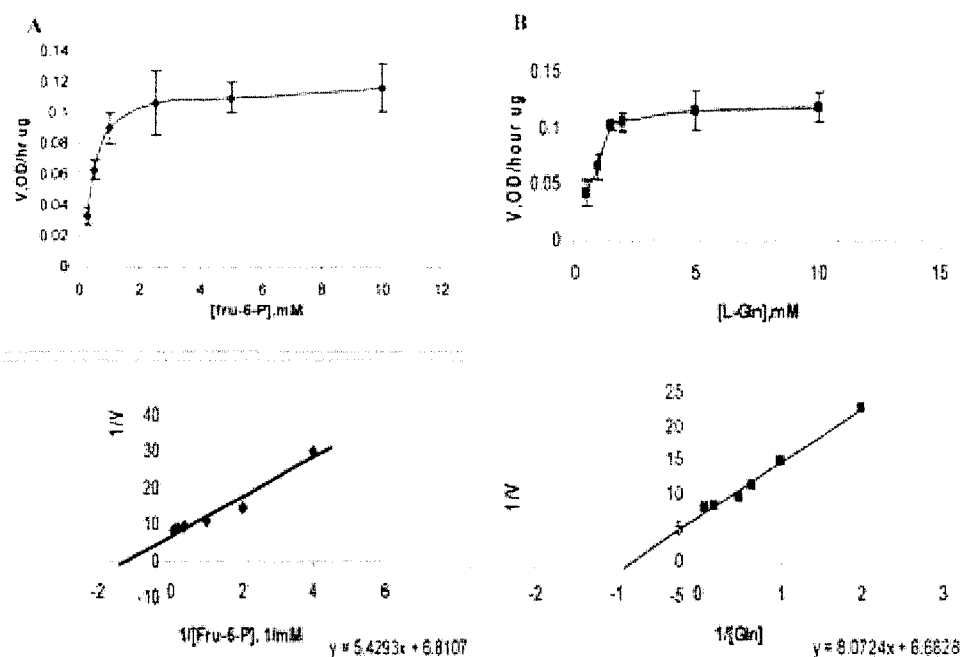 A
0.14
0.12
0.1
0.08
0.06
0.04
0.02
0
V,OD/hr ug
0 2 4 6 8 10 12
[fru-6-P],mM
B
0.15
0.1
0.05
0
V,OD/hour ug
0 5 10 15
[L-Gln],mM
40
30
20
10
0
-10
1/V
-2 0 2 4 6
1/[Fru-6-P], 1/mM
y = 5.4293x + 6.8107
25
20
15
10
5
0
-5
1/V
-2 -1 0 1 2 3
1/[Gln]
y = 8.0724x + 6.6828